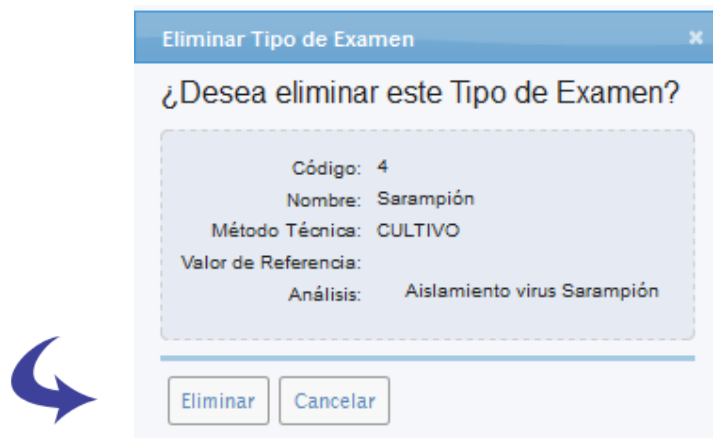 Eliminar Tipo de Examen
¿Desea eliminar este Tipo de Examen?
Código: 4
Nombre: Sarampión
Método Técnica: CULTIVO
Valor de Referencia:
Análisis: Aislamiento virus Sarampión
Eliminar Cancelar